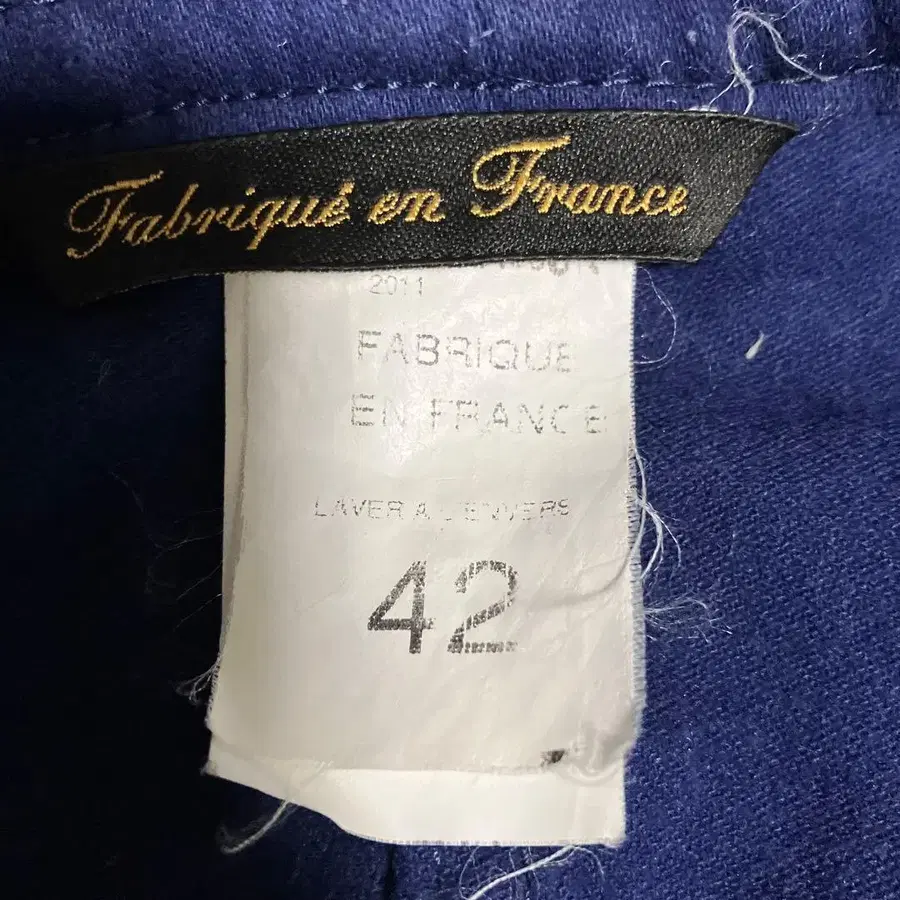 Fabriqué en France
2011
FABRIQUE
EN FRANCE
LAVER A L ENVERS
42